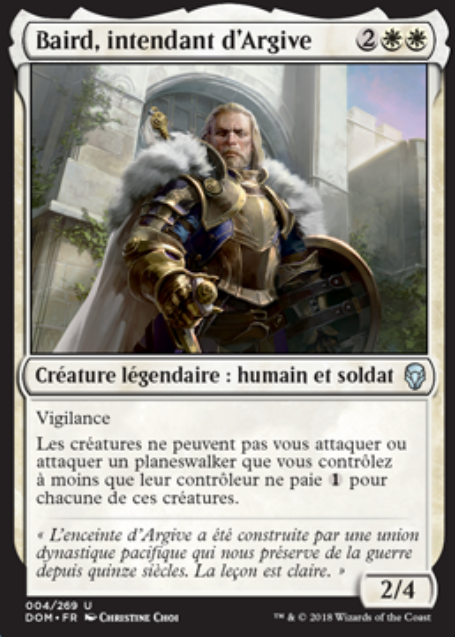 Baird, intendant d'Argive 2
Créature légendaire : humain et soldat
Vigilance
Les créatures ne peuvent pas vous attaquer ou
attaquer un planeswalker que vous contrôlez
à moins que leur contrôleur ne paie 1 pour
chacune de ces créatures.
« L'enceinte d'Argive a été construite par une union
dynastique pacifique qui nous préserve de la guerre
depuis quinze siècles. La leçon est claire. »
2/4
004/269 U
DOM • FR Christine Choi
™ & © 2018 Wizards of the Coast